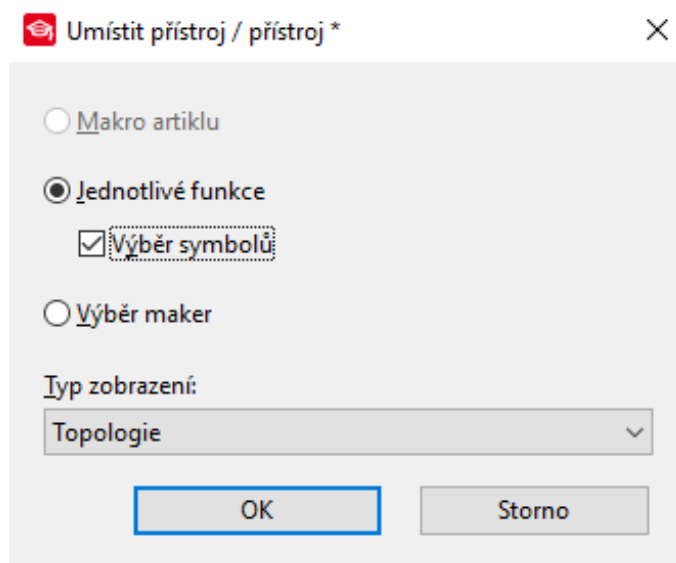 Umístit přístroj / přístroj *
Makro artiklu
Jednotlivé funkce
Výběr symbolů
Výběr maker
Typ zobrazení:
Topologie
OK Storno